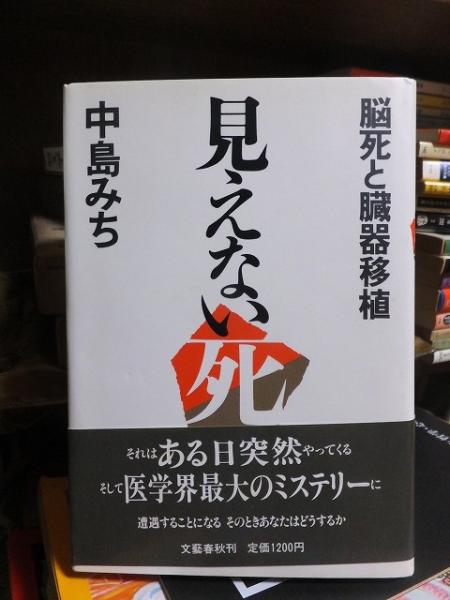 脳死と臓器移植
見えない死
中島みち
それはある日突然やってくる
そして医学界最大のミステリーに
遭遇することになる そのときあなたはどうするか
文藝春秋刊 定価1200円